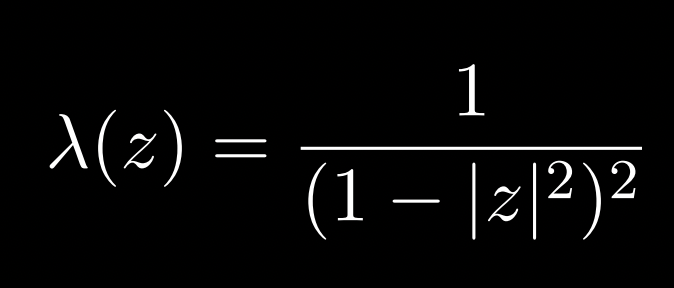 λ(z) = 1 / (1 − |z|²)²